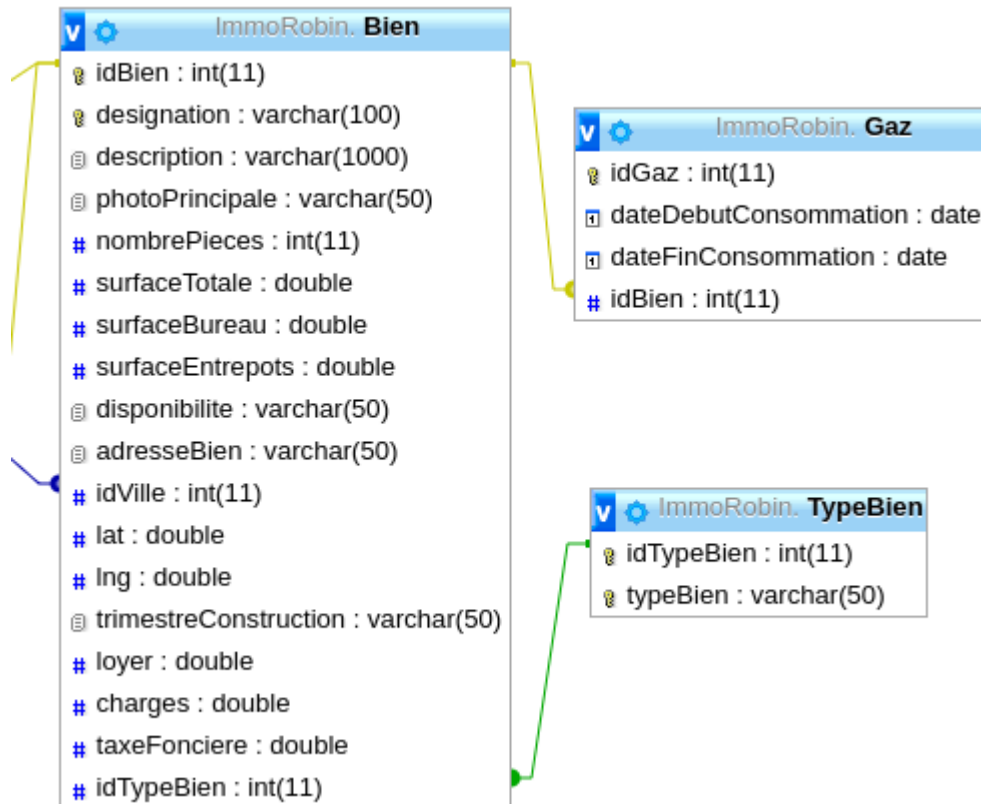 v ImmoRobin. Bien
idBien : int(11)
designation : varchar(100)
description : varchar(1000)
photoPrincipale : varchar(50)
# nombrePieces : int(11)
# surfaceTotale : double
# surfaceBureau : double
# surfaceEntrepots : double
disponibilite : varchar(50)
adresseBien : varchar(50)
# idVille : int(11)
# lat : double
# lng : double
trimestreConstruction : varchar(50)
# loyer : double
# charges : double
# taxeFonciere : double
# idTypeBien : int(11)
v ImmoRobin. Gaz
idGaz : int(11)
dateDebutConsommation : date
dateFinConsommation : date
# idBien : int(11)
v ImmoRobin. TypeBien
idTypeBien : int(11)
typeBien : varchar(50)